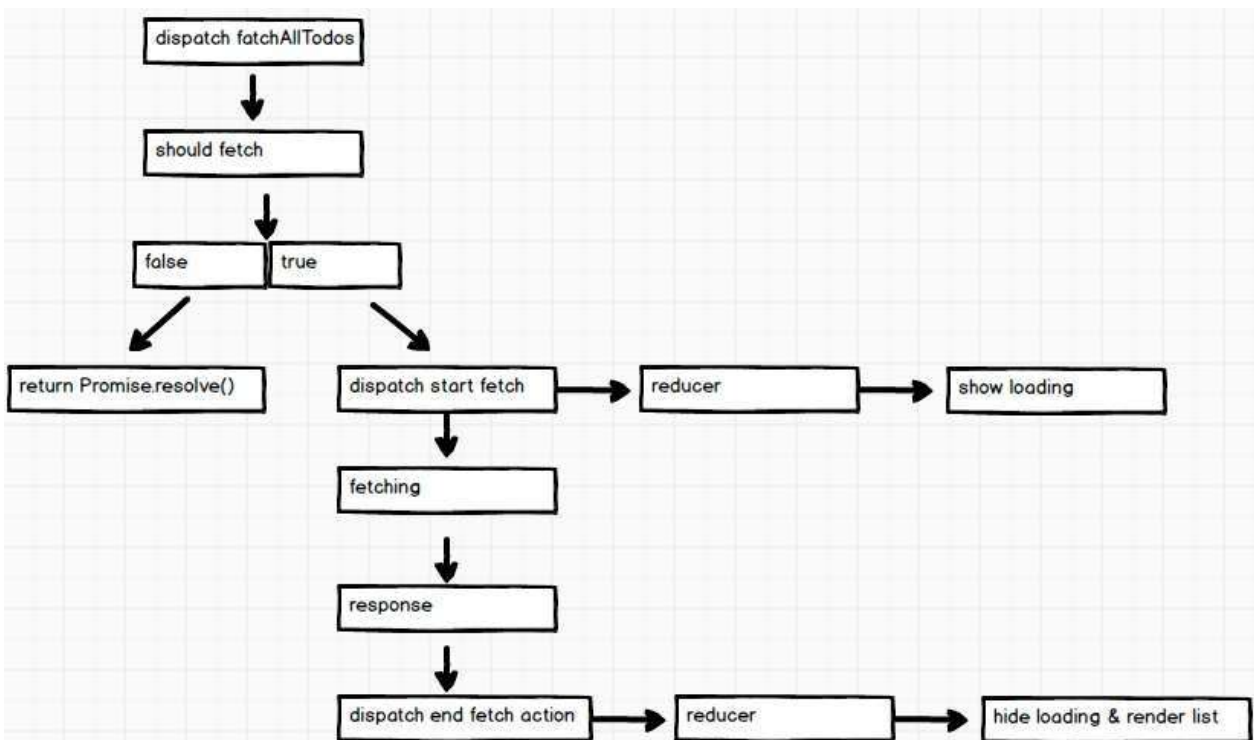 dispatch fatchAllTodos
should fetch
false
true
return Promise.resolve()
dispatch start fetch
reducer
show loading
fetching
response
dispatch end fetch action
reducer
hide loading & render list